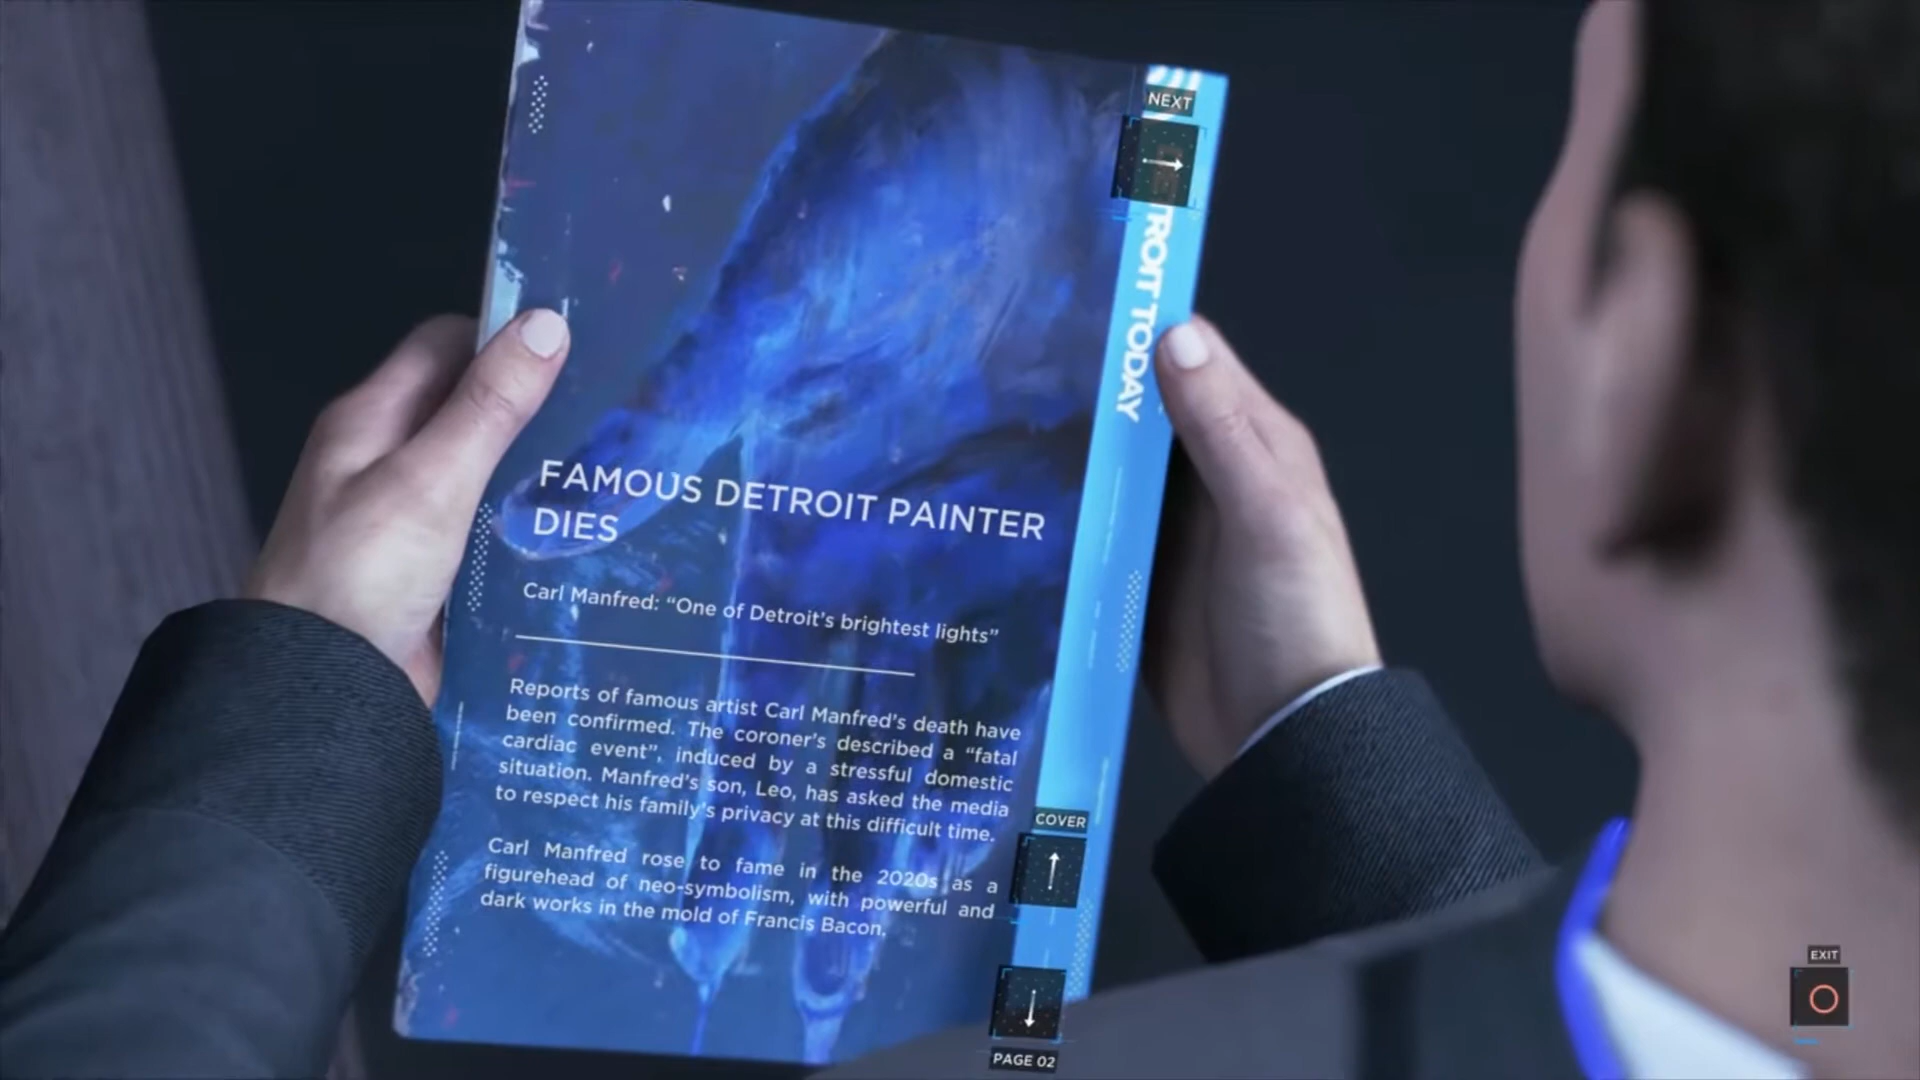 NEXT
TROIT TODAY
FAMOUS DETROIT PAINTER
DIES
Carl Manfred: “One of Detroit’s brightest lights”
Reports of famous artist Carl Manfred’s death have
been confirmed. The coroner’s described a “fatal
cardiac event”, induced by a stressful domestic
situation. Manfred’s son, Leo, has asked the media
to respect his family’s privacy at this difficult time.
Carl Manfred rose to fame in the 2020s as a
figurehead of neo-symbolism, with powerful and
dark works in the mold of Francis Bacon.
COVER
PAGE 02
EXIT